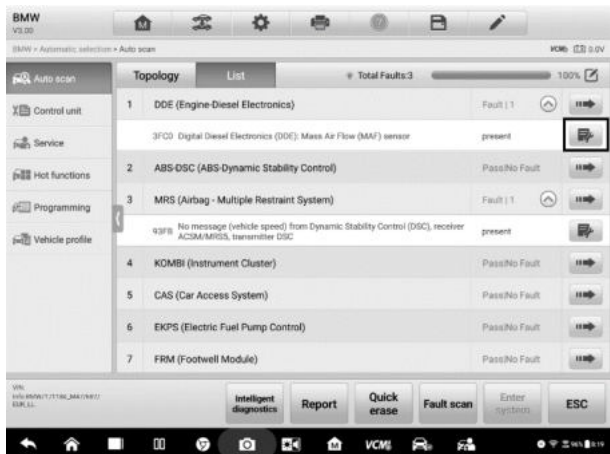 BMW
V3.00
BMW > Automatic selection > Auto scan
VCMI 0.0V
Auto scan
Topology List Total Faults:3 100%
Control unit
Service
Hot functions
Programming
Vehicle profile
1 DDE (Engine-Diesel Electronics) Fault | 1
3FC0 Digital Diesel Electronics (DDE): Mass Air Flow (MAF) sensor present
2 ABS-DSC (ABS-Dynamic Stability Control) Pass|No Fault
3 MRS (Airbag - Multiple Restraint System) Fault | 1
93FB No message (vehicle speed) from Dynamic Stability Control (DSC), receiver present
ACSM/MRS5, transmitter DSC
4 KOMBI (Instrument Cluster) Pass|No Fault
5 CAS (Car Access System) Pass|No Fault
6 EKPS (Electric Fuel Pump Control) Pass|No Fault
7 FRM (Footwell Module) Pass|No Fault
VIN:
Intelligent diagnostics
Report
Quick erase
Fault scan
Enter system
ESC
VCMI
8:19